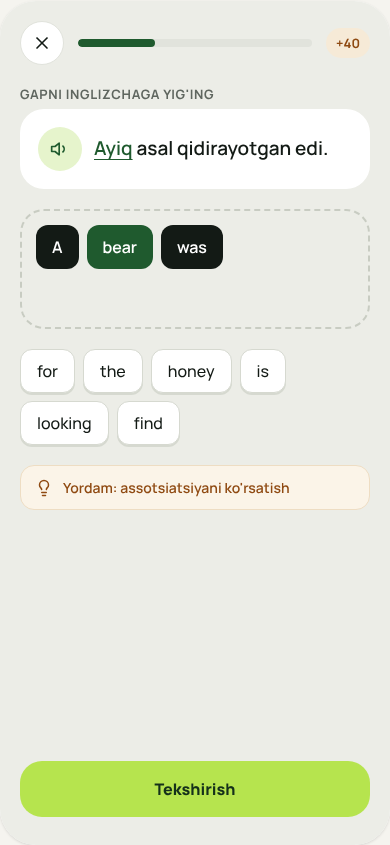 +40
GAPNI INGLIZCHAGA YIG'ING
Ayiq asal qidirayotgan edi.
A bear was
for the honey is
looking find
Yordam: assotsiatsiyani ko'rsatish
Tekshirish